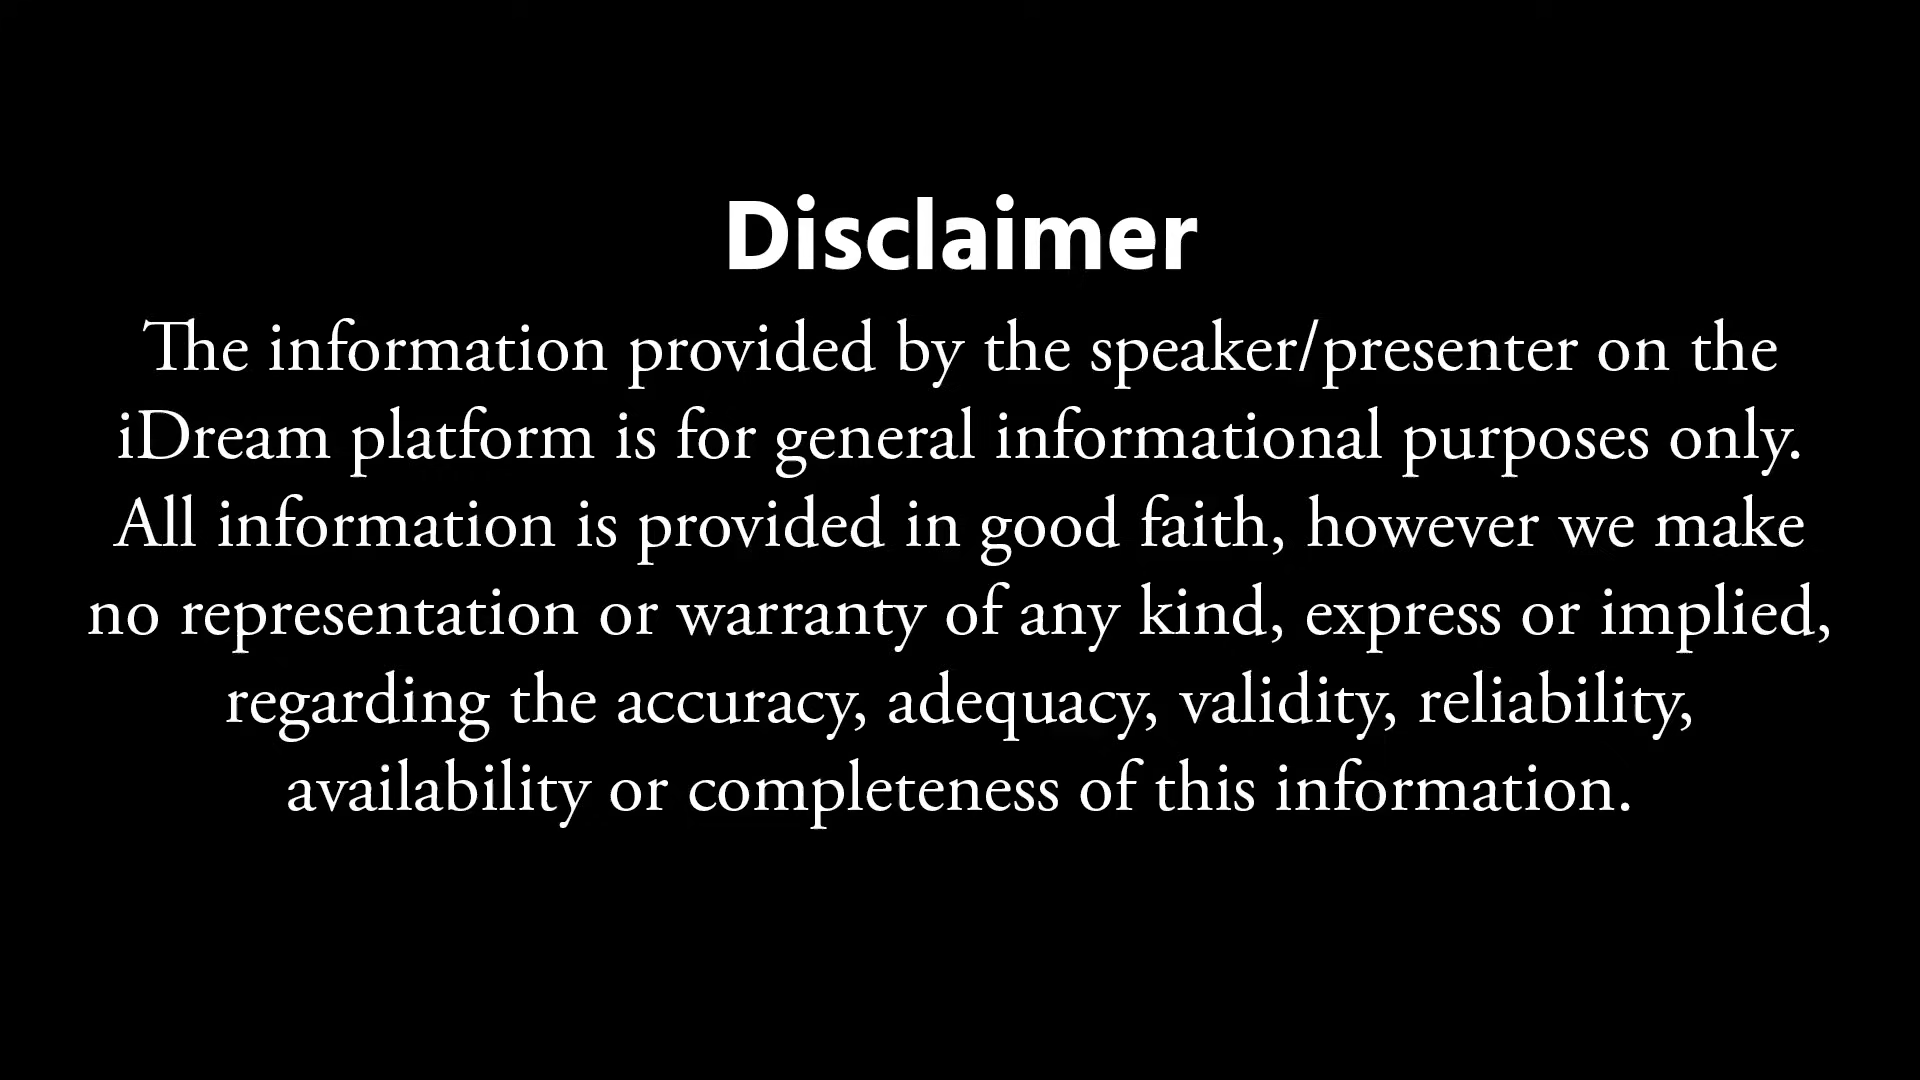 Disclaimer
The information provided by the speaker/presenter on the
iDream platform is for general informational purposes only.
All information is provided in good faith, however we make
no representation or warranty of any kind, express or implied,
regarding the accuracy, adequacy, validity, reliability,
availability or completeness of this information.